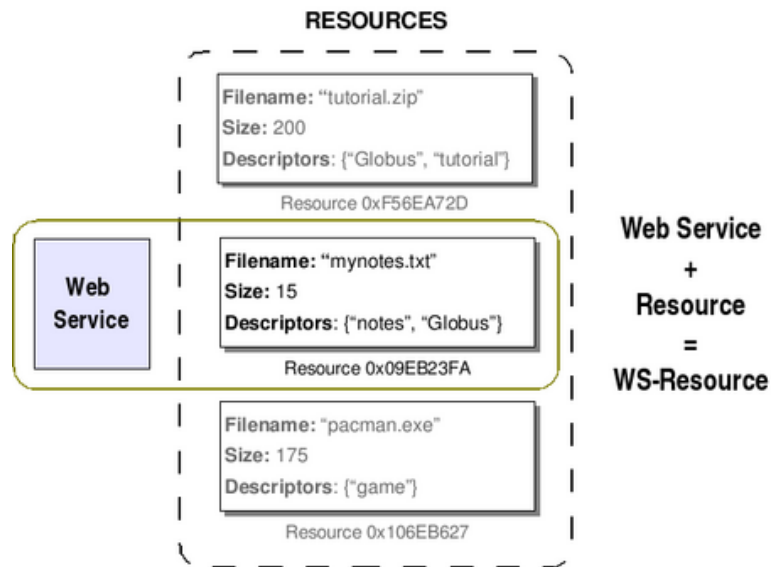 RESOURCES
Filename: “tutorial.zip”
Size: 200
Descriptors: {“Globus”, “tutorial”}
Resource 0xF56EA72D
Web
Service
Filename: “mynotes.txt”
Size: 15
Descriptors: {“notes”, “Globus”}
Resource 0x09EB23FA
Filename: “pacman.exe”
Size: 175
Descriptors: {“game”}
Resource 0x106EB627
Web Service
+
Resource
=
WS-Resource